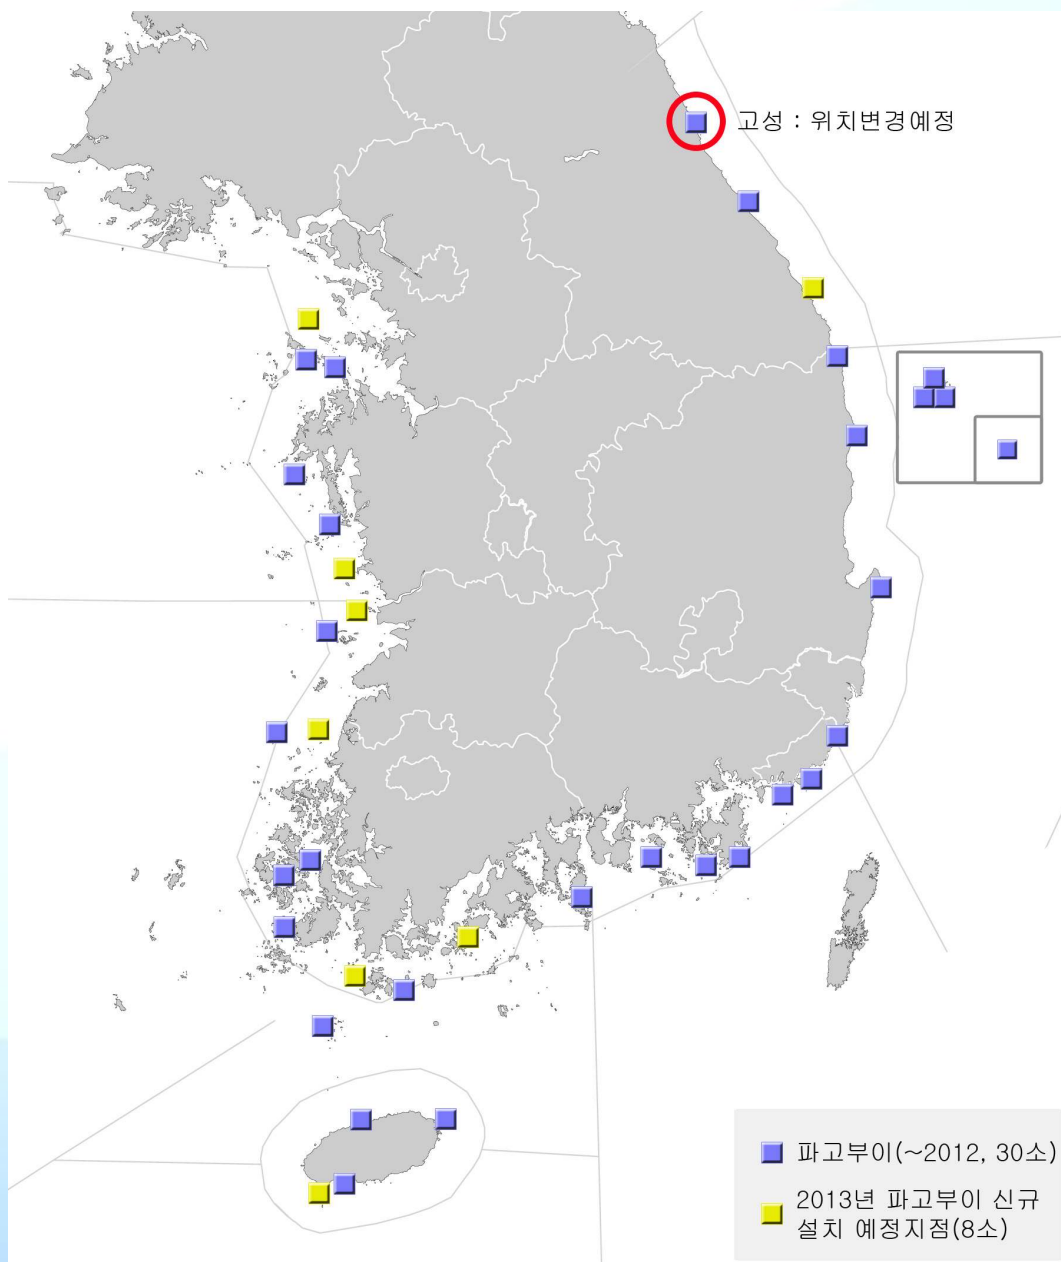 고성 : 위치변경예정
파고부이(~2012, 30소)
2013년 파고부이 신규
설치 예정지점(8소)